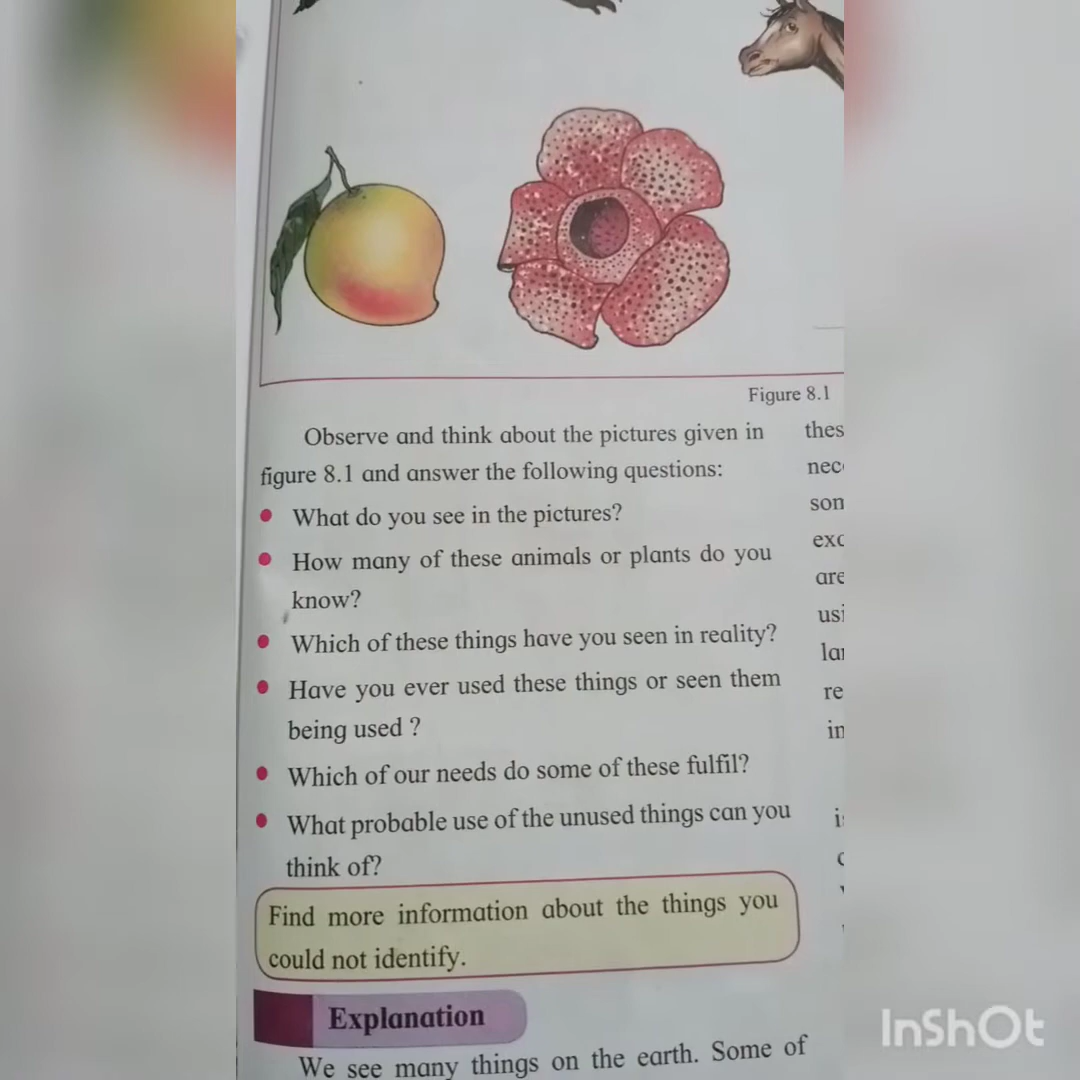 Figure 8.1
Observe and think about the pictures given in
figure 8.1 and answer the following questions:
• What do you see in the pictures?
• How many of these animals or plants do you
know?
• Which of these things have you seen in reality?
• Have you ever used these things or seen them
being used ?
• Which of our needs do some of these fulfil?
• What probable use of the unused things can you
think of?
Find more information about the things you
could not identify.
Explanation
We see many things on the earth. Some of
InShOt